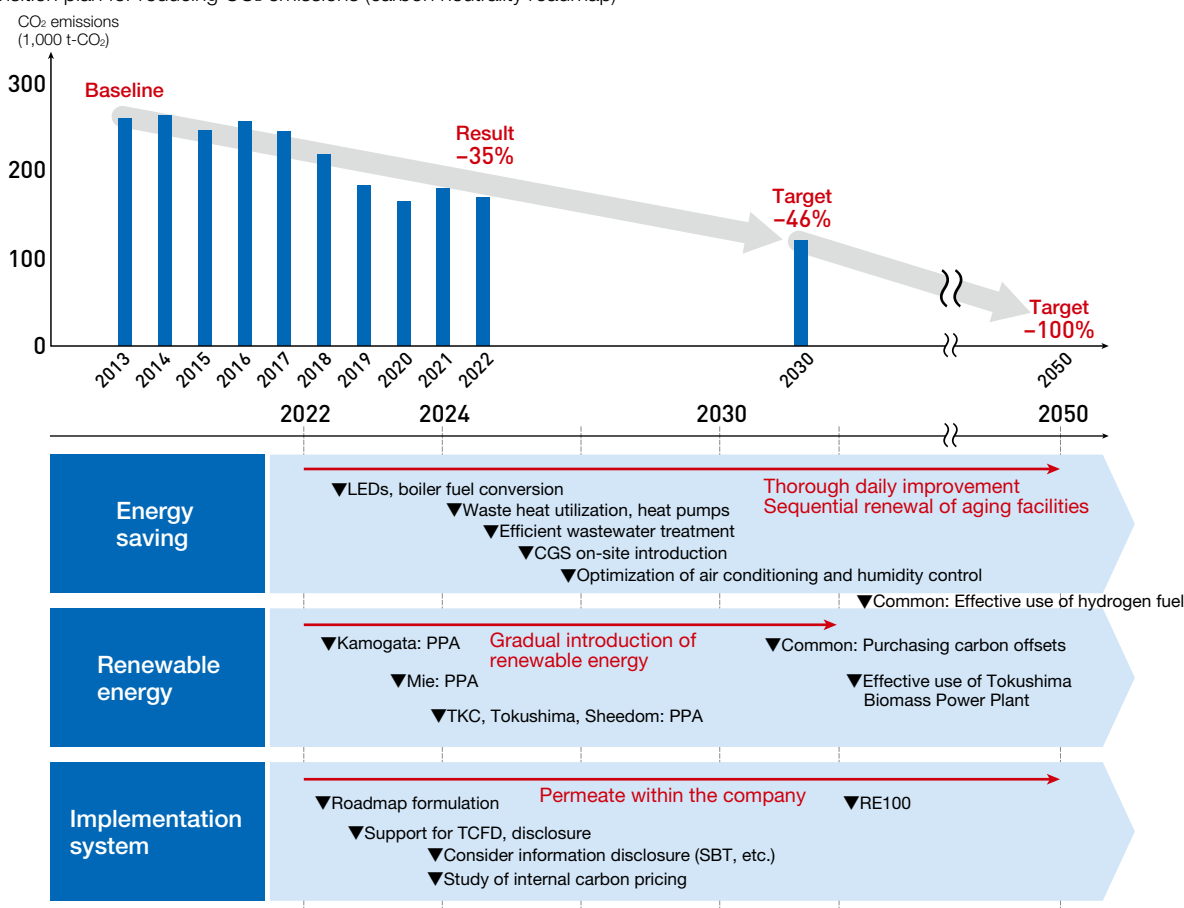 CO₂ emissions (carbon neutrality roadmap)
CO₂ emissions
(1,000 t-CO₂)
300
200
100
0
Baseline
Result
−35%
Target
−46%
Target
−100%
2013
2014
2015
2016
2017
2018
2019
2020
2021
2022
2030
2050
2022
2024
2030
2050
Energy
saving
Thorough daily improvement
Sequential renewal of aging facilities
▼LEDs, boiler fuel conversion
▼Waste heat utilization, heat pumps
▼Efficient wastewater treatment
▼CGS on-site introduction
▼Optimization of air conditioning and humidity control
▼Common: Effective use of hydrogen fuel
Renewable
energy
Gradual introduction of
renewable energy
▼Kamogata: PPA
▼Mie: PPA
▼TKC, Tokushima, Sheedom: PPA
▼Common: Purchasing carbon offsets
▼Effective use of Tokushima
Biomass Power Plant
Implementation
system
Permeate within the company
▼Roadmap formulation
▼Support for TCFD, disclosure
▼Consider information disclosure (SBT, etc.)
▼Study of internal carbon pricing
▼RE100